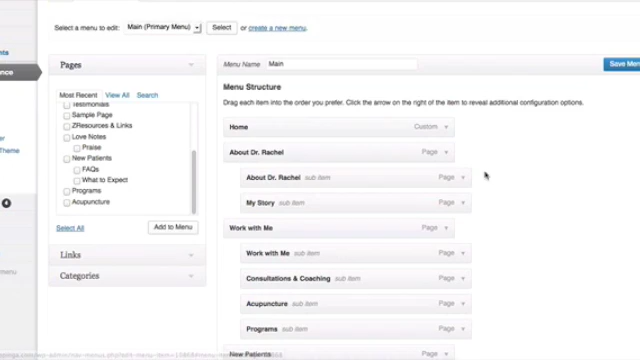 Select a menu to edit: Main (Primary Menu) Select or create a new menu.
nts
nce
er
Theme
4
menu
Pages
Most Recent View All Search
Testimonials
Sample Page
ZResources & Links
Love Notes
Praise
New Patients
FAQs
What to Expect
Programs
Acupuncture
Select All Add to Menu
Links
Categories
Menu Name Main Save Men
Menu Structure
Drag each item into the order you prefer. Click the arrow on the right of the item to reveal additional configuration options.
Home Custom
About Dr. Rachel Page
About Dr. Rachel sub item Page
My Story sub item Page
Work with Me Page
Work with Me sub item Page
Consultations & Coaching sub item Page
Acupuncture sub item Page
Programs sub item Page
New Patients Page